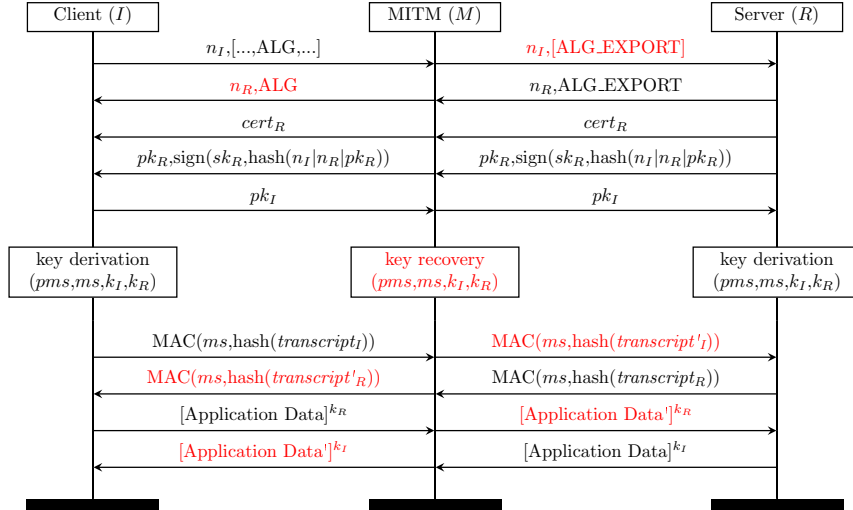 Client (I) MITM (M) Server (R)
n_I,[...,ALG,...] n_I,[ALG_EXPORT]
n_R,ALG n_R,ALG_EXPORT
cert_R cert_R
pk_R,sign(sk_R,hash(n_I|n_R|pk_R)) pk_R,sign(sk_R,hash(n_I|n_R|pk_R))
pk_I pk_I
key derivation key recovery key derivation
(pms,ms,k_I,k_R) (pms,ms,k_I,k_R) (pms,ms,k_I,k_R)
MAC(ms,hash(transcript_I)) MAC(ms,hash(transcript'_I))
MAC(ms,hash(transcript'_R)) MAC(ms,hash(transcript_R))
[Application Data]^{k_R} [Application Data']^{k_R}
[Application Data']^{k_I} [Application Data]^{k_I}